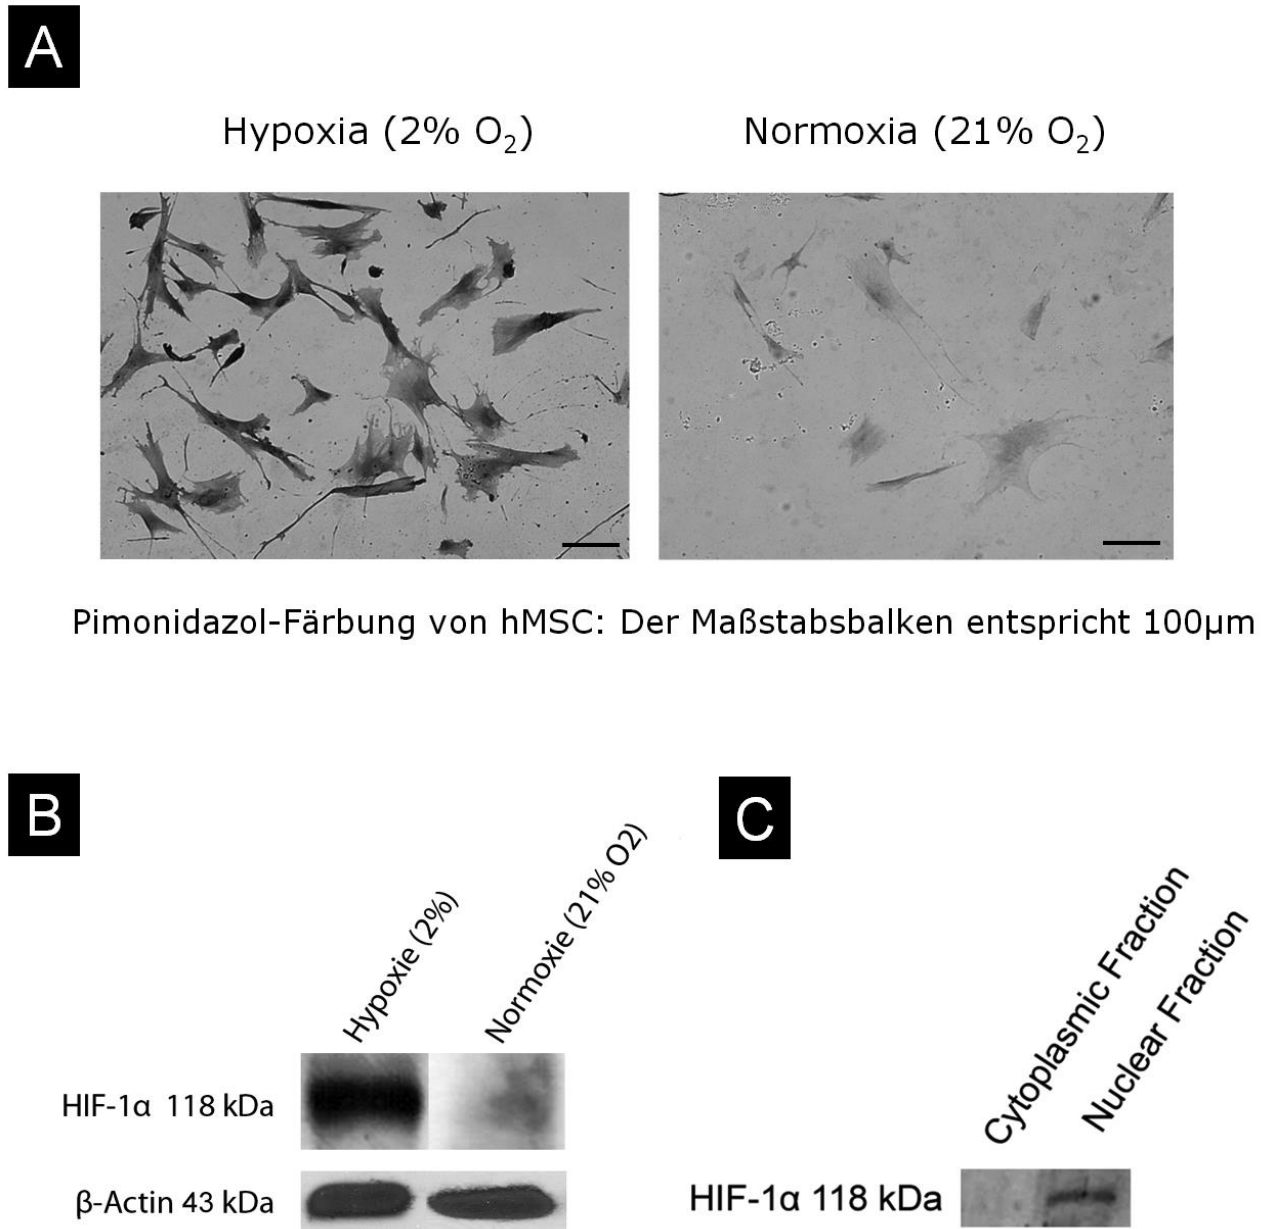 A
Hypoxia (2% O₂)
Normoxia (21% O₂)
Pimonidazol-Färbung von hMSC: Der Maßstabsbalken entspricht 100µm
B
Hypoxie (2%)
Normoxie (21% O2)
HIF-1α 118 kDa
β-Actin 43 kDa
C
Cytoplasmic Fraction
Nuclear Fraction
HIF-1α 118 kDa